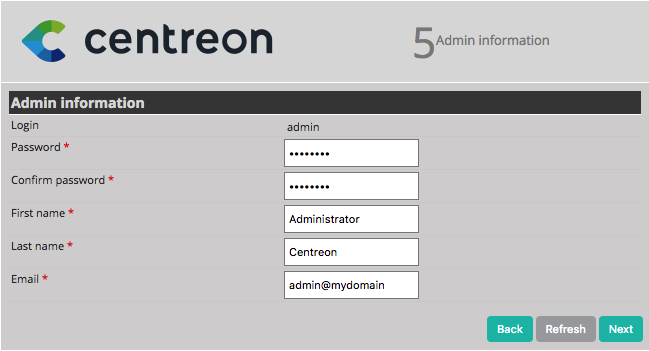 centreon
5 Admin information
Admin information
Login admin
Password * ••••••••
Confirm password * ••••••••
First name * Administrator
Last name * Centreon
Email * admin@mydomain
Back Refresh Next